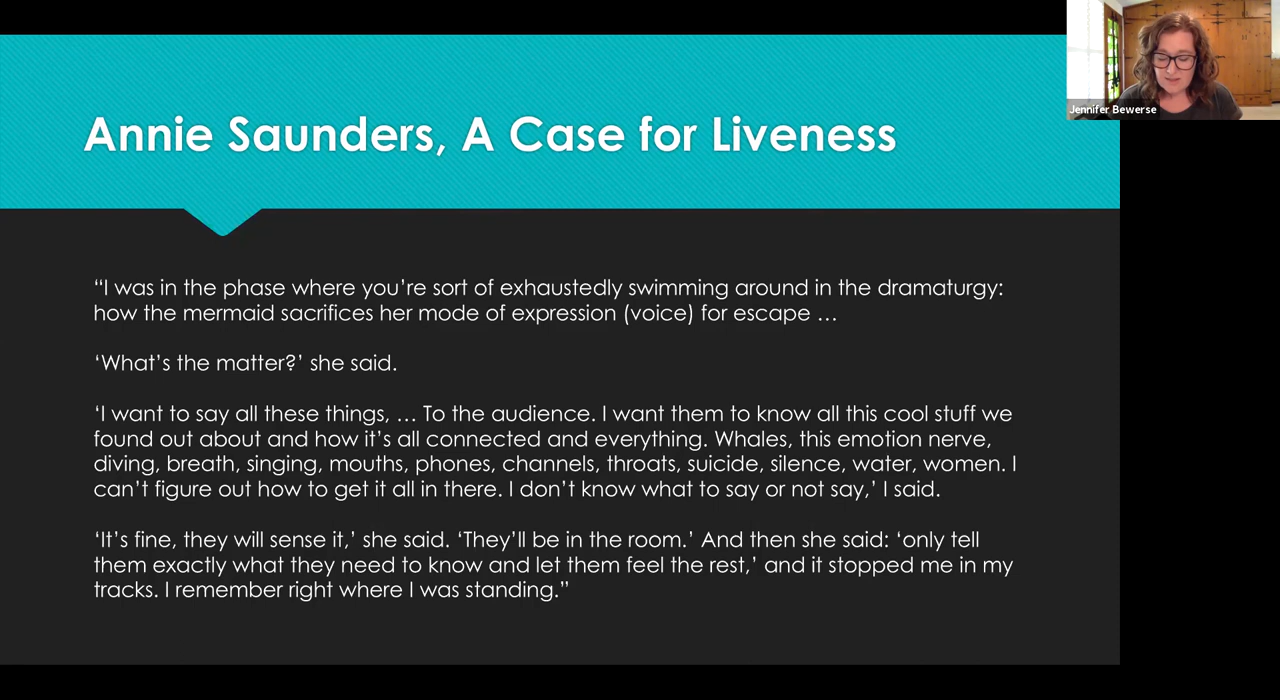 Jennifer Bewerse
Annie Saunders, A Case for Liveness
“I was in the phase where you’re sort of exhaustedly swimming around in the dramaturgy:
how the mermaid sacrifices her mode of expression (voice) for escape …
‘What’s the matter?’ she said.
‘I want to say all these things, … To the audience. I want them to know all this cool stuff we
found out about and how it’s all connected and everything. Whales, this emotion nerve,
diving, breath, singing, mouths, phones, channels, throats, suicide, silence, water, women. I
can’t figure out how to get it all in there. I don’t know what to say or not say,’ I said.
‘It’s fine, they will sense it,’ she said. ‘They’ll be in the room.’ And then she said: ‘only tell
them exactly what they need to know and let them feel the rest,’ and it stopped me in my
tracks. I remember right where I was standing.”